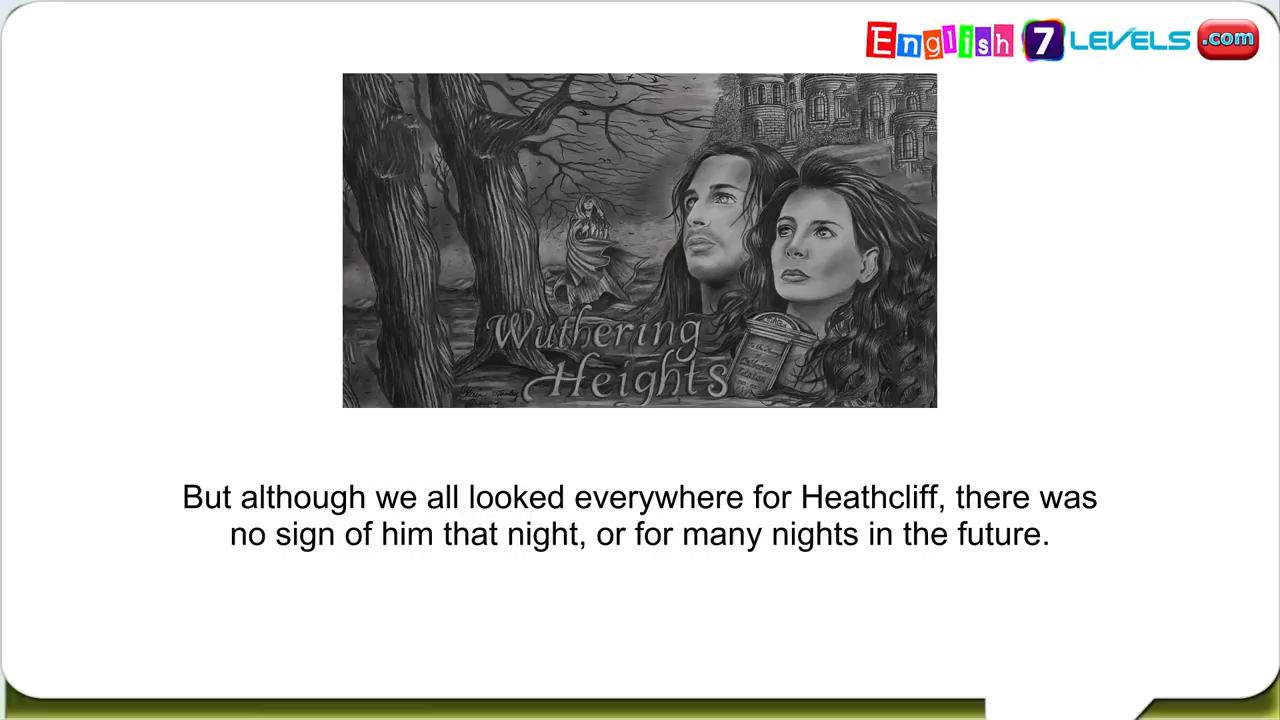 English 7 LEVELS .com
Wuthering
Heights
But although we all looked everywhere for Heathcliff, there was
no sign of him that night, or for many nights in the future.